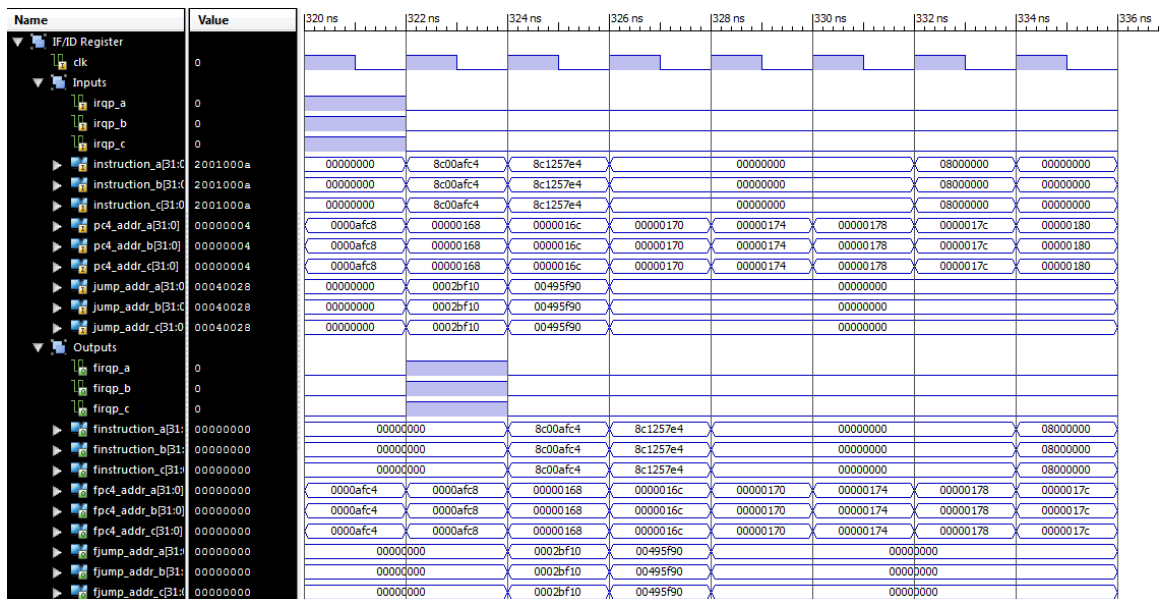 Name Value 320 ns 322 ns 324 ns 326 ns 328 ns 330 ns 332 ns 334 ns 336 ns
IF/ID Register
clk 0
Inputs
irqp_a 0
irqp_b 0
irqp_c 0
instruction_a[31:0 2001000a 00000000 8c00afc4 8c1257e4 00000000 08000000 00000000
instruction_b[31:( 2001000a 00000000 8c00afc4 8c1257e4 00000000 08000000 00000000
instruction_c[31:0 2001000a 00000000 8c00afc4 8c1257e4 00000000 08000000 00000000
pc4_addr_a[31:0] 00000004 0000afc8 00000168 0000016c 00000170 00000174 00000178 0000017c 00000180
pc4_addr_b[31:0] 00000004 0000afc8 00000168 0000016c 00000170 00000174 00000178 0000017c 00000180
pc4_addr_c[31:0] 00000004 0000afc8 00000168 0000016c 00000170 00000174 00000178 0000017c 00000180
jump_addr_a[31:0 00040028 00000000 0002bf10 00495f90 00000000
jump_addr_b[31:0 00040028 00000000 0002bf10 00495f90 00000000
jump_addr_c[31:0 00040028 00000000 0002bf10 00495f90 00000000
Outputs
firqp_a 0
firqp_b 0
firqp_c 0
finstruction_a[31: 00000000 00000000 8c00afc4 8c1257e4 00000000 08000000
finstruction_b[31: 00000000 00000000 8c00afc4 8c1257e4 00000000 08000000
finstruction_c[31: 00000000 00000000 8c00afc4 8c1257e4 00000000 08000000
fpc4_addr_a[31:0] 00000000 0000afc4 0000afc8 00000168 0000016c 00000170 00000174 00000178 0000017c
fpc4_addr_b[31:0] 00000000 0000afc4 0000afc8 00000168 0000016c 00000170 00000174 00000178 0000017c
fpc4_addr_c[31:0] 00000000 0000afc4 0000afc8 00000168 0000016c 00000170 00000174 00000178 0000017c
fjump_addr_a[31: 00000000 00000000 0002bf10 00495f90 00000000
fjump_addr_b[31: 00000000 00000000 0002bf10 00495f90 00000000
fjump_addr_c[31: 00000000 00000000 0002bf10 00495f90 00000000